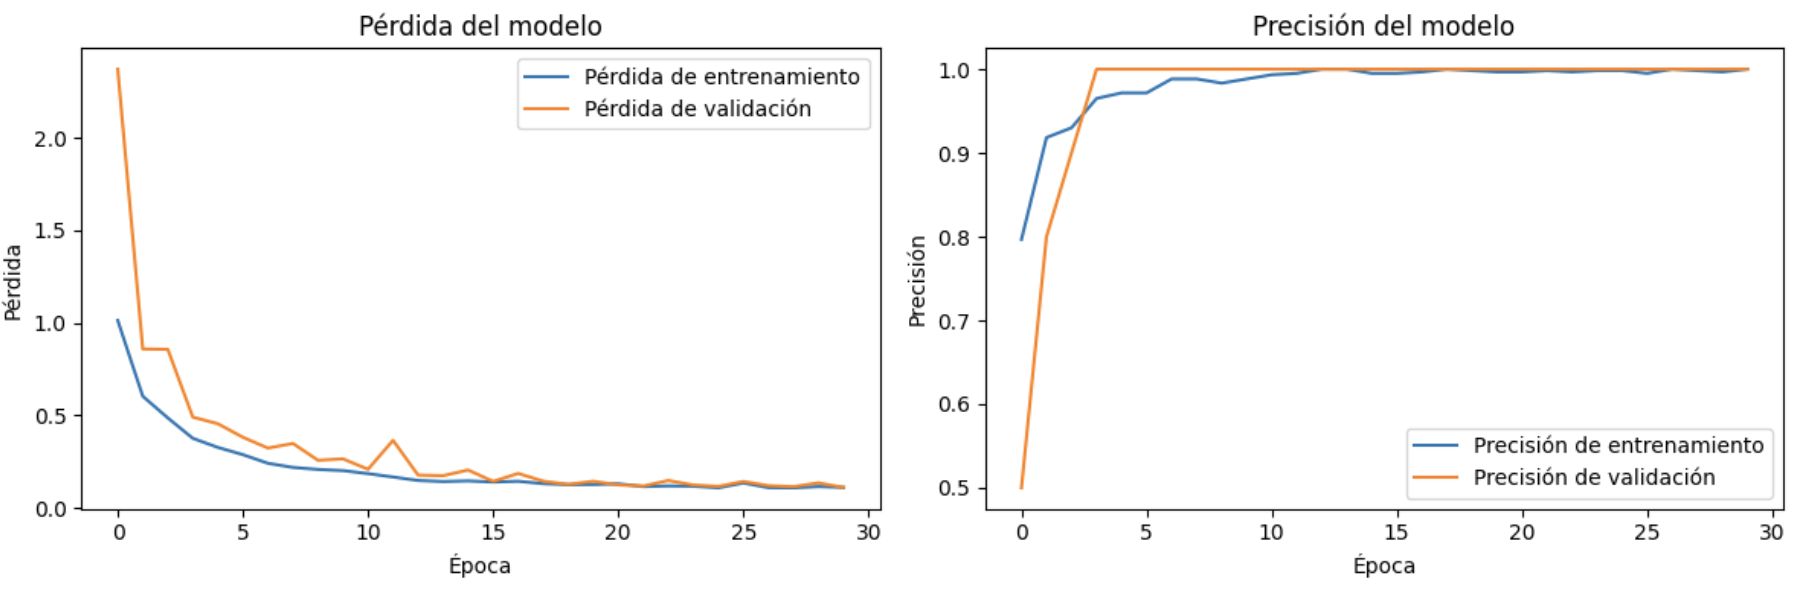 Pérdida del modelo
Pérdida de entrenamiento
Pérdida de validación
2.0
1.5
1.0
0.5
0.0
Pérdida
0 5 10 15 20 25 30
Época
Precisión del modelo
1.0
0.9
0.8
0.7
0.6
0.5
Precisión
Precisión de entrenamiento
Precisión de validación
0 5 10 15 20 25 30
Época